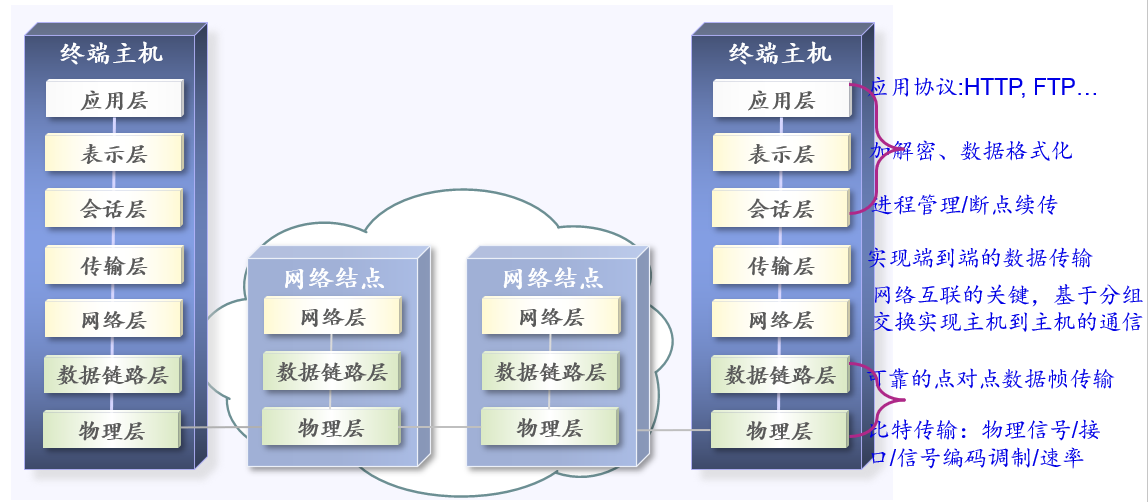 终端主机
应用层
表示层
会话层
传输层
网络层
数据链路层
物理层
网络结点
网络层
数据链路层
物理层
网络结点
网络层
数据链路层
物理层
终端主机
应用层
表示层
会话层
传输层
网络层
数据链路层
物理层
应用协议:HTTP, FTP…
加解密、数据格式化
进程管理/断点续传
实现端到端的数据传输
网络互联的关键，基于分组
交换实现主机到主机的通信
可靠的点对点数据帧传输
比特传输：物理信号/接
口/信号编码调制/速率